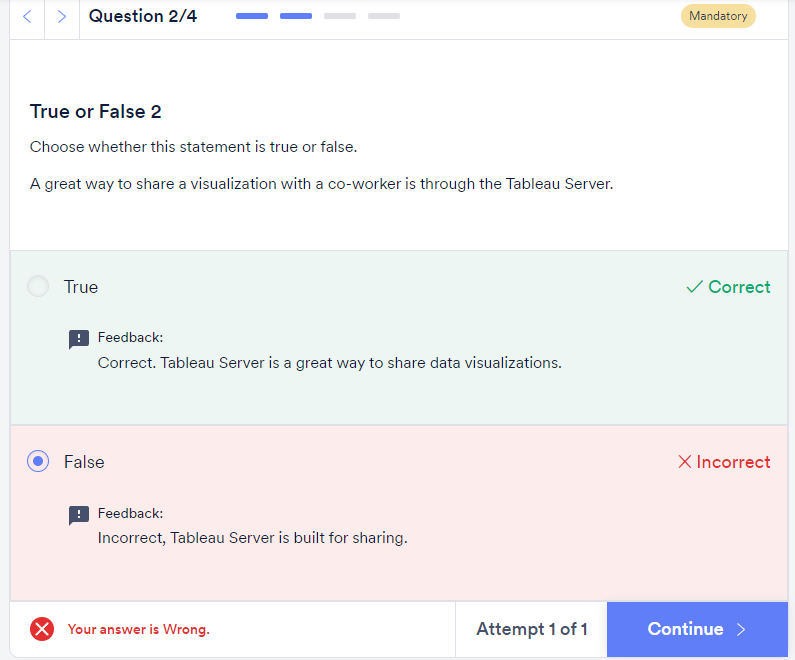 Question 2/4
Mandatory
True or False 2
Choose whether this statement is true or false.
A great way to share a visualization with a co-worker is through the Tableau Server.
True
Correct
Feedback:
Correct. Tableau Server is a great way to share data visualizations.
False
Incorrect
Feedback:
Incorrect, Tableau Server is built for sharing.
Your answer is Wrong.
Attempt 1 of 1
Continue